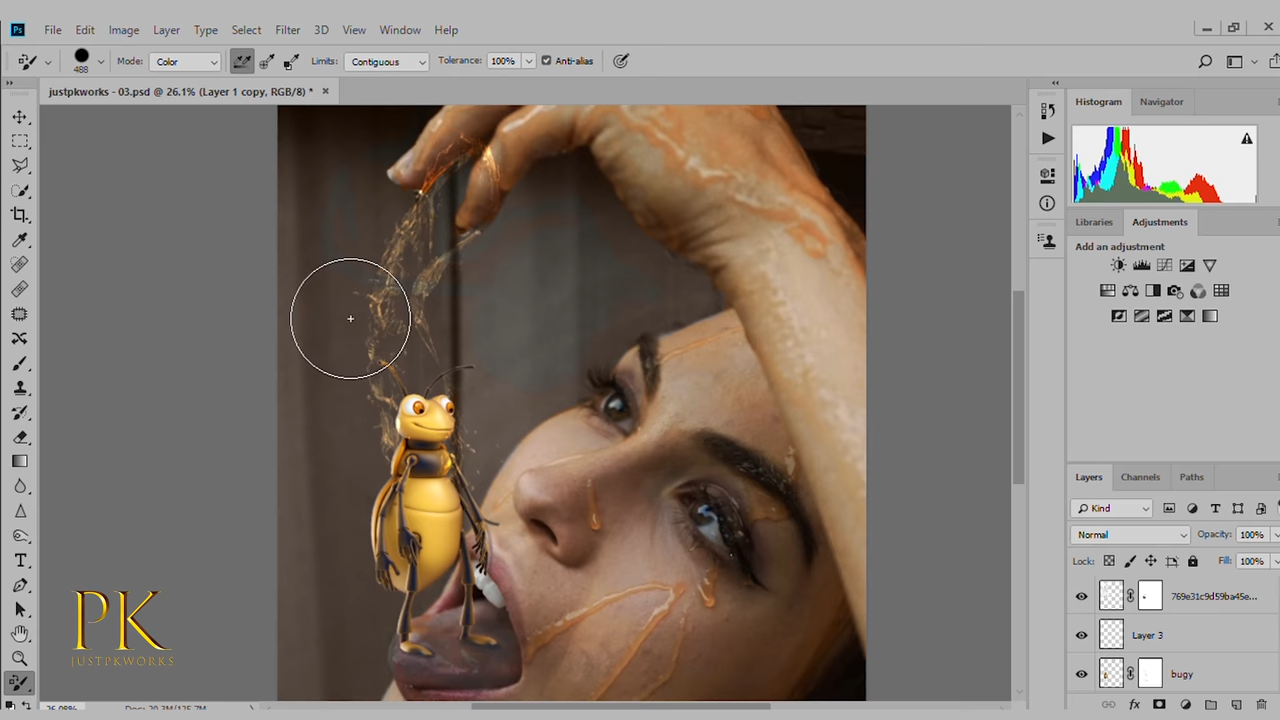 Ps File Edit Image Layer Type Select Filter 3D View Window Help
488 Mode: Color Limits: Contiguous Tolerance: 100% Anti-alias
justpkworks - 03.psd @ 26.1% (Layer 1 copy, RGB/8) *
Histogram Navigator
Libraries Adjustments
Add an adjustment
Layers Channels Paths
Kind
Normal Opacity: 100%
Lock: Fill: 100%
769e31c9d59ba45e...
Layer 3
bugy
PK
JUSTPKWORKS